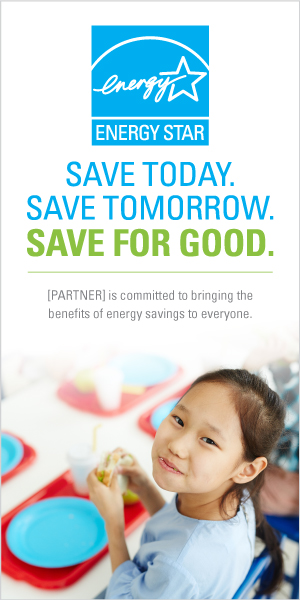 energy
ENERGY STAR
SAVE TODAY.
SAVE TOMORROW.
SAVE FOR GOOD.
[PARTNER] is committed to bringing the
benefits of energy savings to everyone.